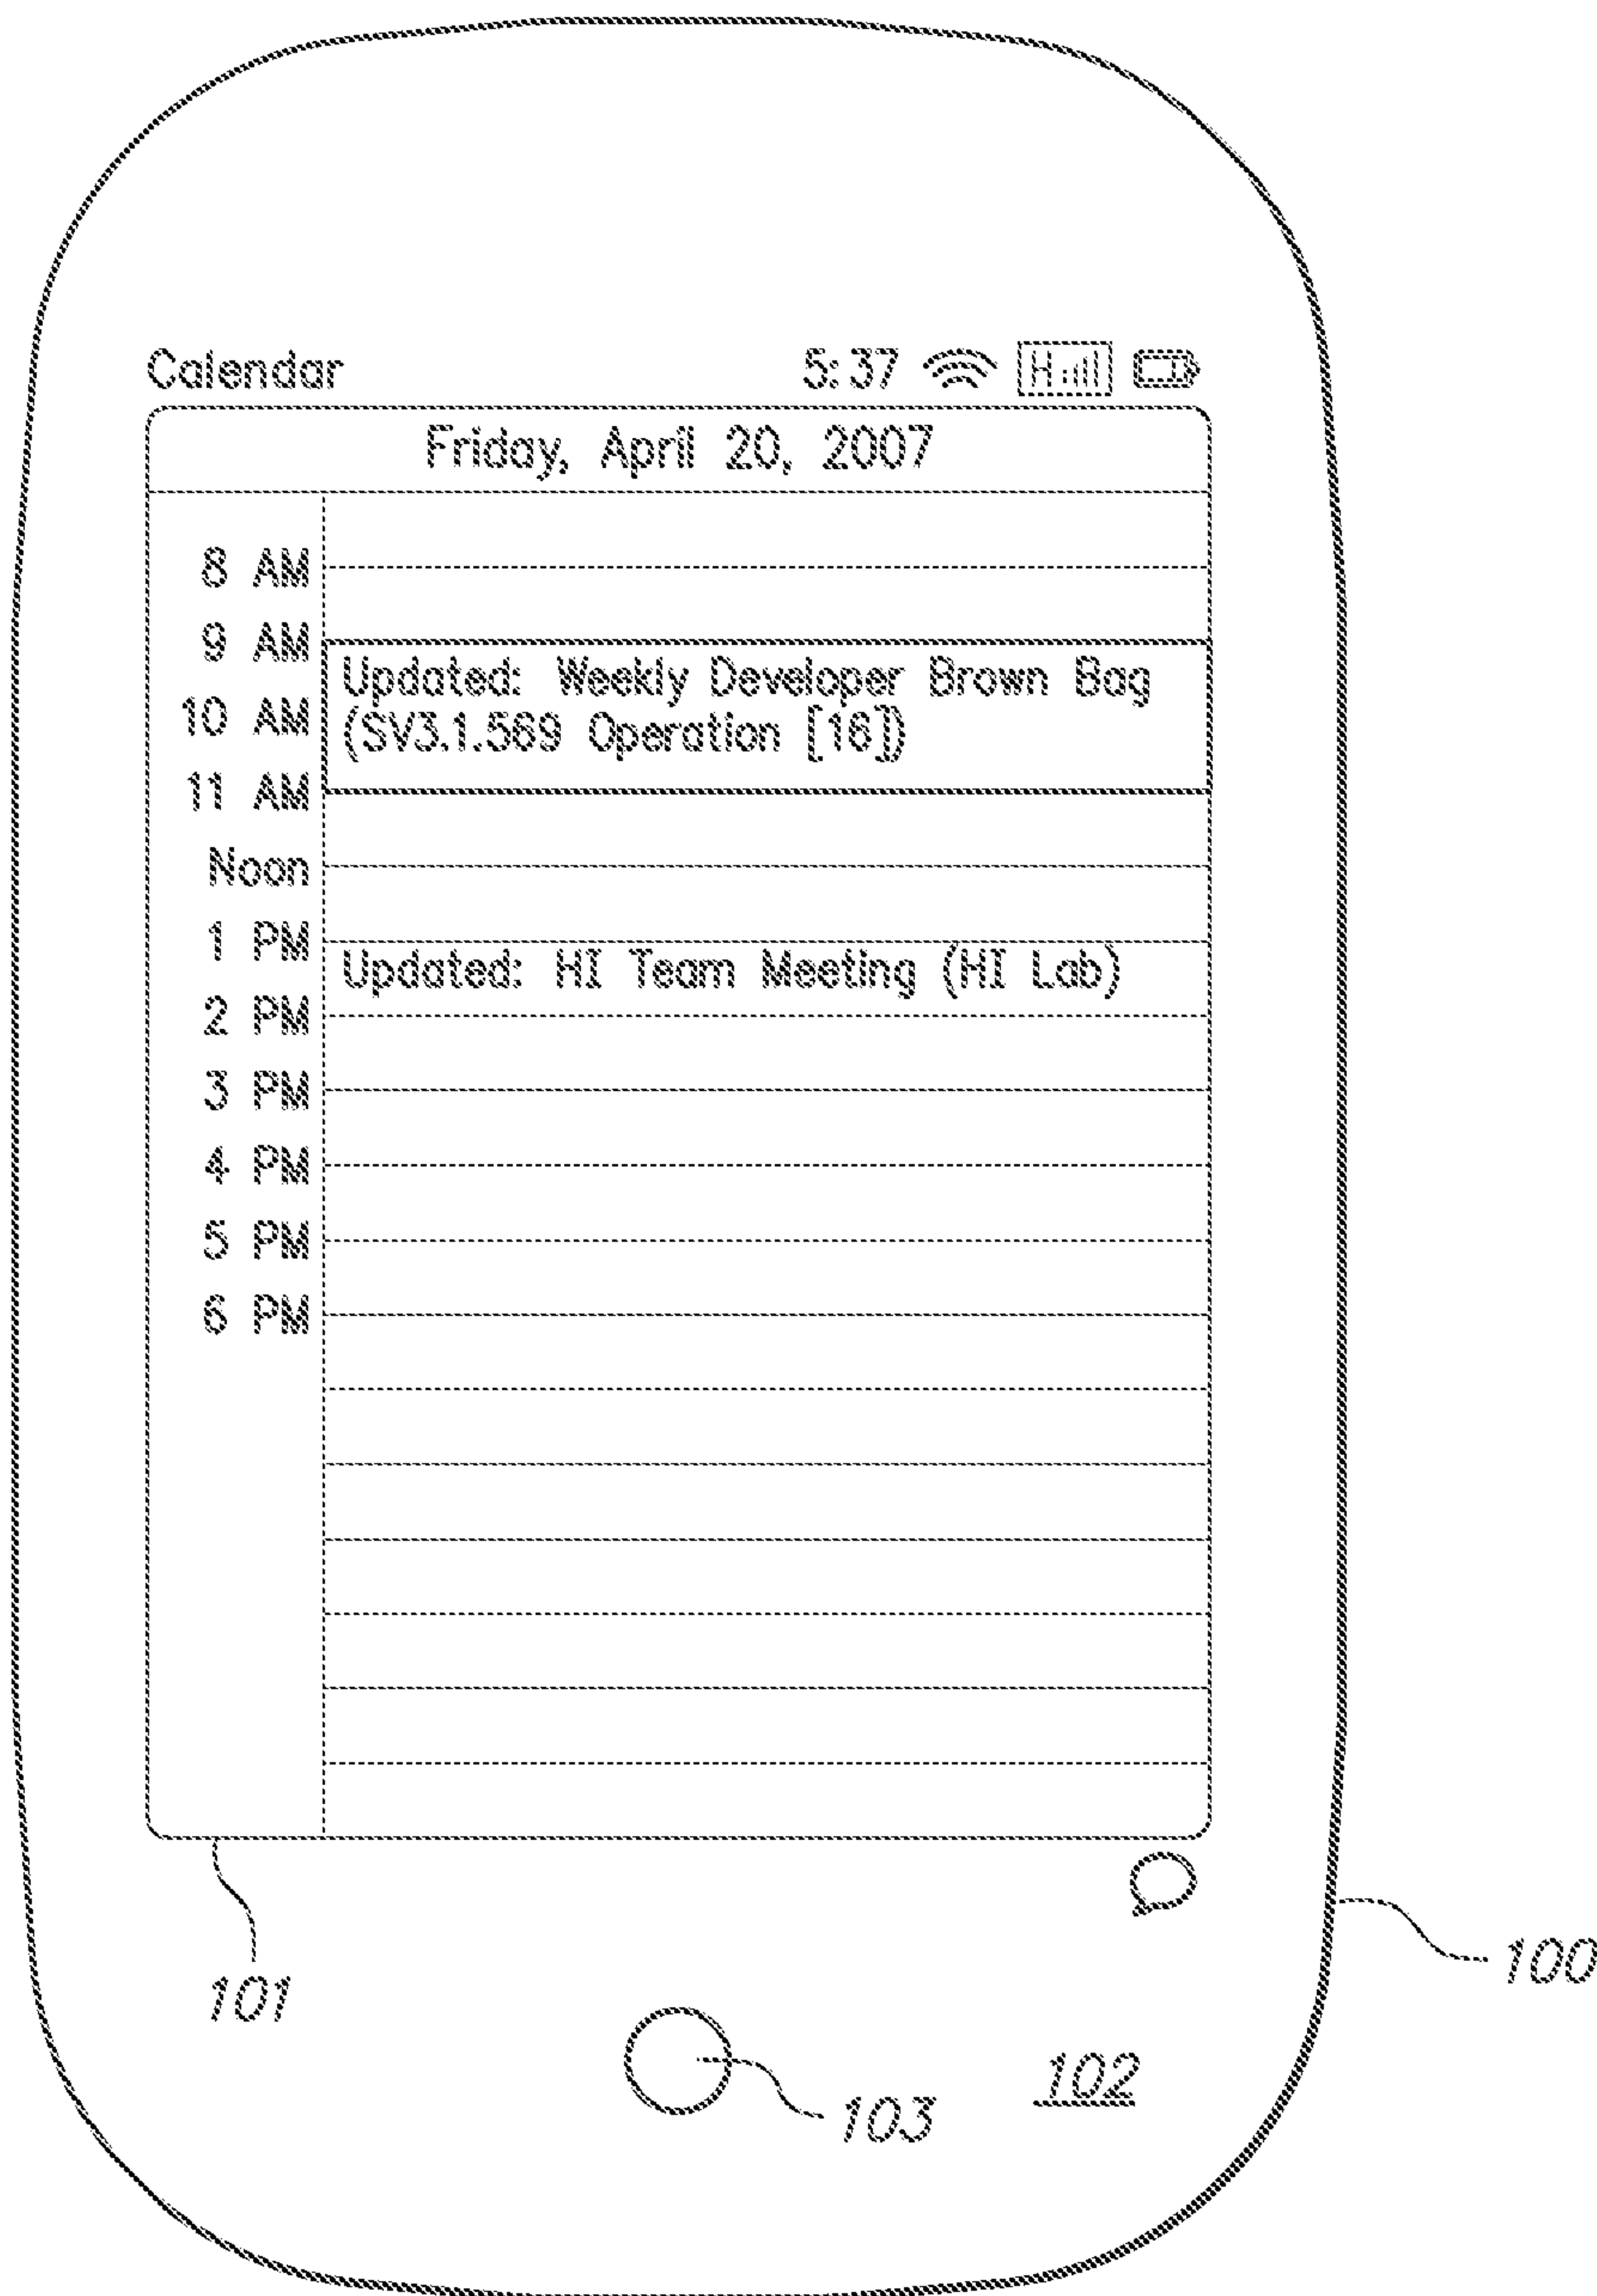 Calendar 5:37 H
Friday, April 20, 2007
8 AM
9 AM
Updated: Weekly Developer Brown Bag
10 AM (SV3.1.569 Operation [16])
11 AM
Noon
1 PM
Updated: HI Team Meeting (HI Lab)
2 PM
3 PM
4 PM
5 PM
6 PM
100
101
102
103